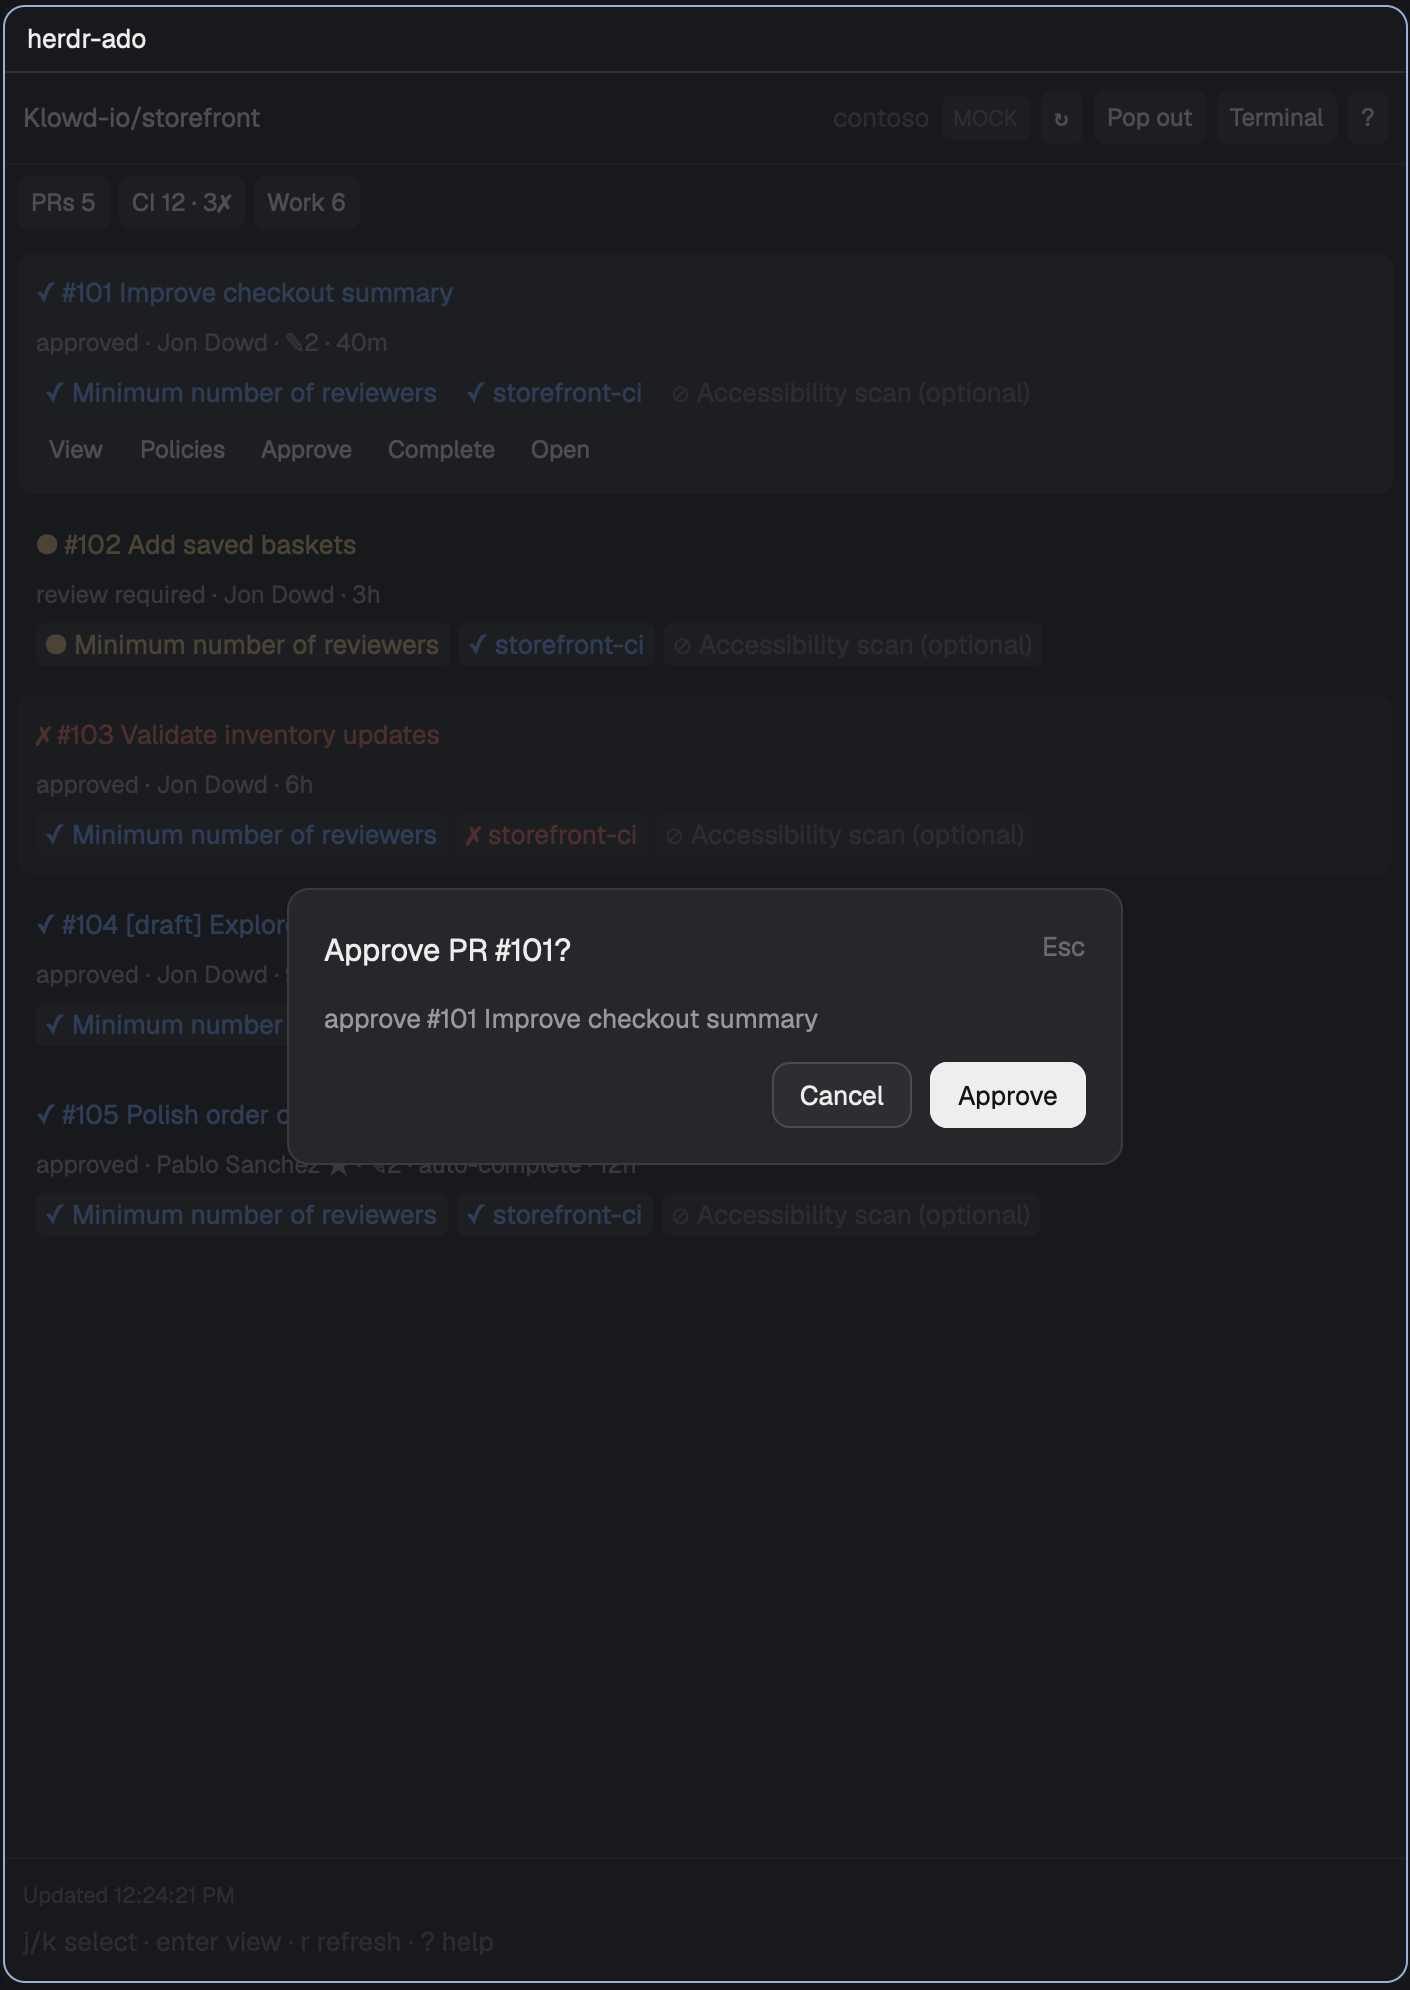 herdr-ado
Klowd-io/storefront contoso MOCK ↻ Pop out Terminal ?
PRs 5 CI 12 · 3✗ Work 6
✓ #101 Improve checkout summary
approved · Jon Dowd · ✎2 · 40m
✓ Minimum number of reviewers ✓ storefront-ci ⊘ Accessibility scan (optional)
View Policies Approve Complete Open
● #102 Add saved baskets
review required · Jon Dowd · 3h
● Minimum number of reviewers ✓ storefront-ci ⊘ Accessibility scan (optional)
✗ #103 Validate inventory updates
approved · Jon Dowd · 6h
✓ Minimum number of reviewers ✗ storefront-ci ⊘ Accessibility scan (optional)
✓ #104 [draft]
approved · Jon Dowd ·
✓ Minimum number
Approve PR #101? Esc
approve #101 Improve checkout summary
Cancel Approve
✓ #105 Polish order
approved · Pablo Sanchez ★ · ✎2 · auto-complete · 12h
✓ Minimum number of reviewers ✓ storefront-ci ⊘ Accessibility scan (optional)
Updated 12:24:21 PM
j/k select · enter view · r refresh · ? help